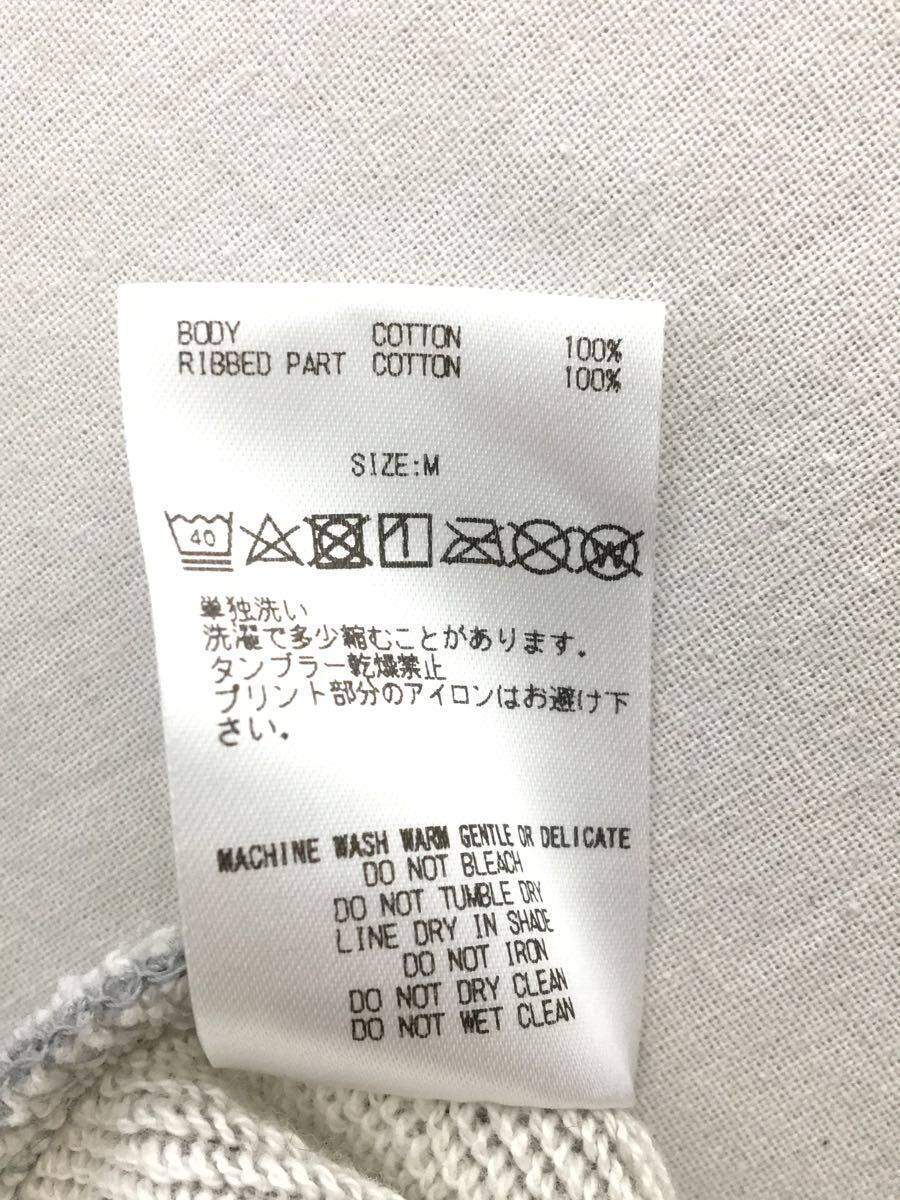 BODY COTTON 100%
RIBBED PART COTTON 100%
SIZE:M
40
W
単独洗い
洗濯で多少縮むことがあります。
タンブラー乾燥禁止
プリント部分のアイロンはお避け下
さい。
MACHINE WASH WARM GENTLE OR DELICATE
DO NOT BLEACH
DO NOT TUMBLE DRY
LINE DRY IN SHADE
DO NOT IRON
DO NOT DRY CLEAN
DO NOT WET CLEAN